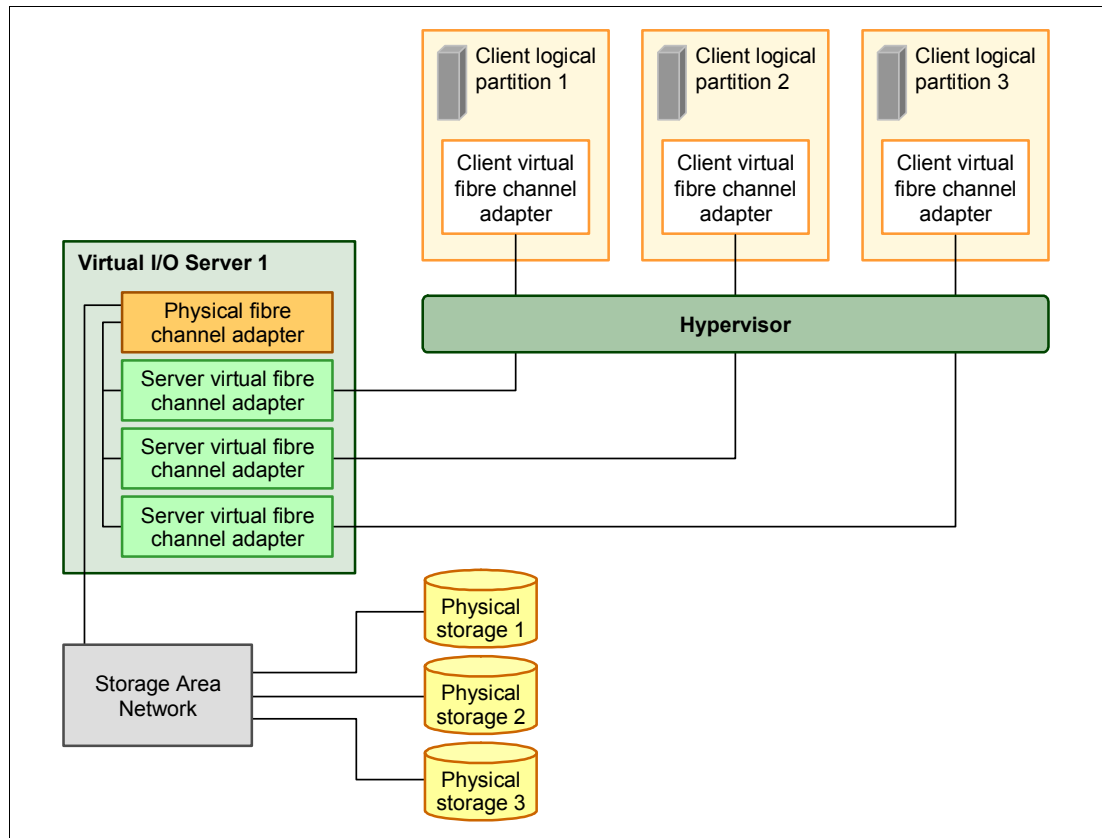 Client logical
partition 1
Client logical
partition 2
Client logical
partition 3
Client virtual
fibre channel
adapter
Client virtual
fibre channel
adapter
Client virtual
fibre channel
adapter
Virtual I/O Server 1
Physical fibre
channel adapter
Server virtual fibre
channel adapter
Server virtual fibre
channel adapter
Server virtual fibre
channel adapter
Hypervisor
Storage Area
Network
Physical
storage 1
Physical
storage 2
Physical
storage 3